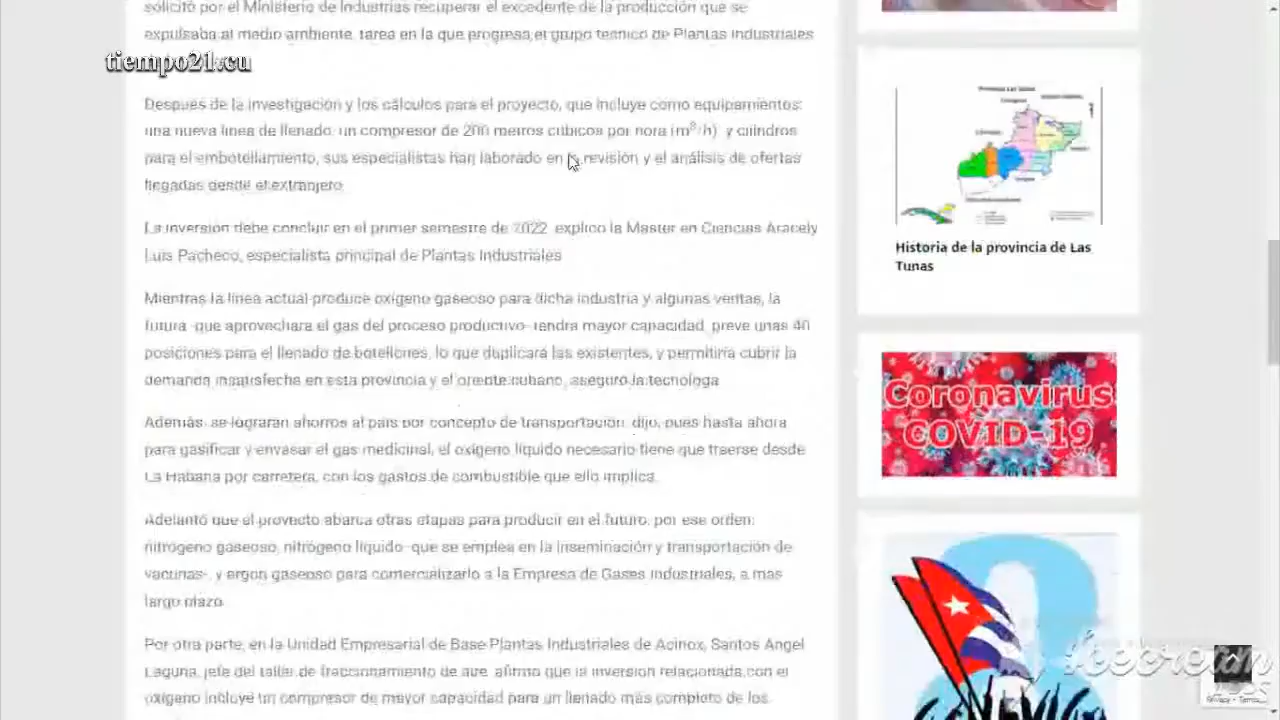 solicitó por el Ministerio de Industrias recuperar el excedente de la producción que se
expulsaba al medio ambiente, tarea en la que progresa el grupo técnico de Plantas Industriales
tiempo21.cu
Después de la investigación y los cálculos para el proyecto, que incluye como equipamientos:
una nueva línea de llenado, un compresor de 200 metros cúbicos por hora (m³/h) y cilindros
para el embotellamiento, sus especialistas han laborado en la revisión y el análisis de ofertas
llegadas desde el extranjero.
La inversión debe concluir en el primer semestre de 2022, explicó la Máster en Ciencias Aracely
Luis Pacheco, especialista principal de Plantas Industriales.
Mientras la línea actual produce oxígeno gaseoso para dicha industria y algunas ventas, la
futura -que aprovechará el gas del proceso productivo- tendrá mayor capacidad, prevé unas 40
posiciones para el llenado de botellones, lo que duplicará las existentes, y permitiría cubrir la
demanda insatisfecha en esta provincia y el oriente cubano, aseguró la tecnóloga.
Además, se lograrán ahorros al país por concepto de transportación, dijo, pues hasta ahora
para gasificar y envasar el gas medicinal, el oxígeno líquido necesario tiene que traerse desde
La Habana por carretera, con los gastos de combustible que ello implica.
Adelantó que el proyecto abarca otras etapas para producir en el futuro, por ese orden:
nitrógeno gaseoso, nitrógeno líquido -que se emplea en la inseminación y transportación de
vacunas-, y argón gaseoso para comercializarlo a la Empresa de Gases Industriales, a más
largo plazo.
Por otra parte, en la Unidad Empresarial de Base Plantas Industriales de Acinox, Santos Ángel
Laguna, jefe del taller de fraccionamiento de aire, afirmó que la inversión relacionada con el
oxígeno incluye un compresor de mayor capacidad para un llenado más completo de los
Historia de la provincia de Las
Tunas
Coronavirus
COVID-19
Icecream
APPS